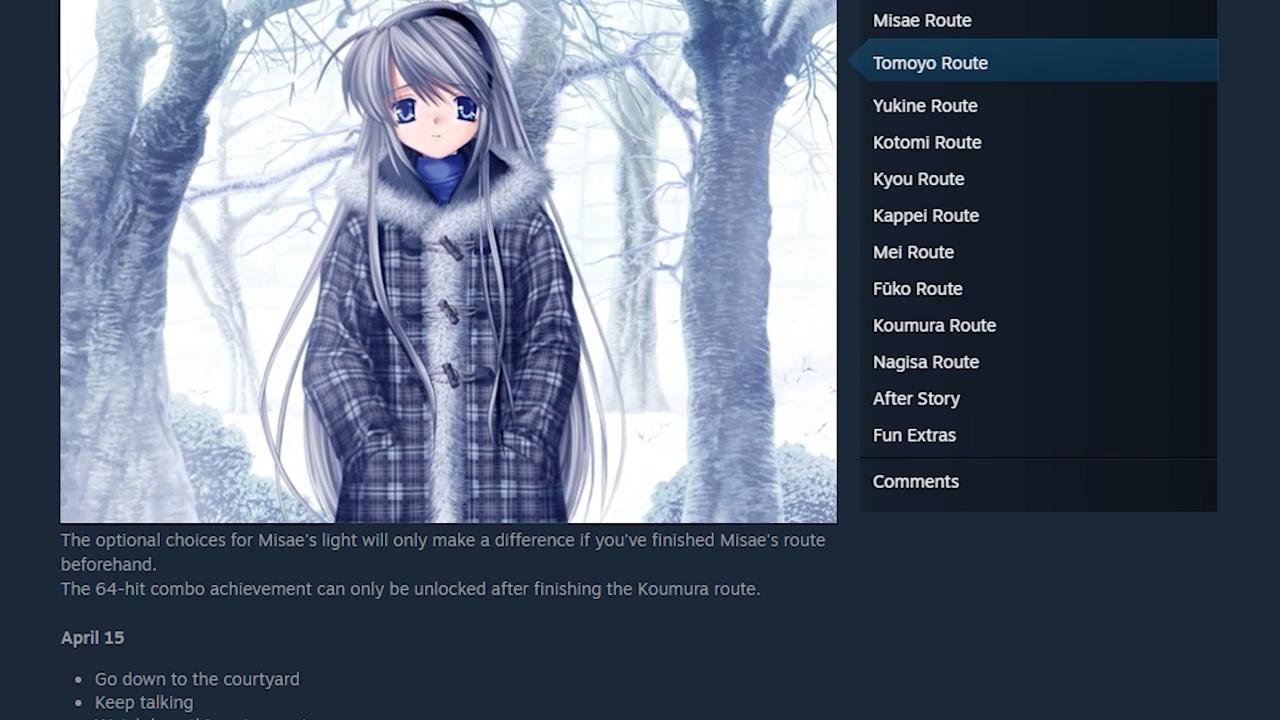 Misae Route
Tomoyo Route
Yukine Route
Kotomi Route
Kyou Route
Kappei Route
Mei Route
Fūko Route
Koumura Route
Nagisa Route
After Story
Fun Extras
Comments
The optional choices for Misae's light will only make a difference if you've finished Misae's route
beforehand.
The 64-hit combo achievement can only be unlocked after finishing the Koumura route.
April 15
• Go down to the courtyard
• Keep talking